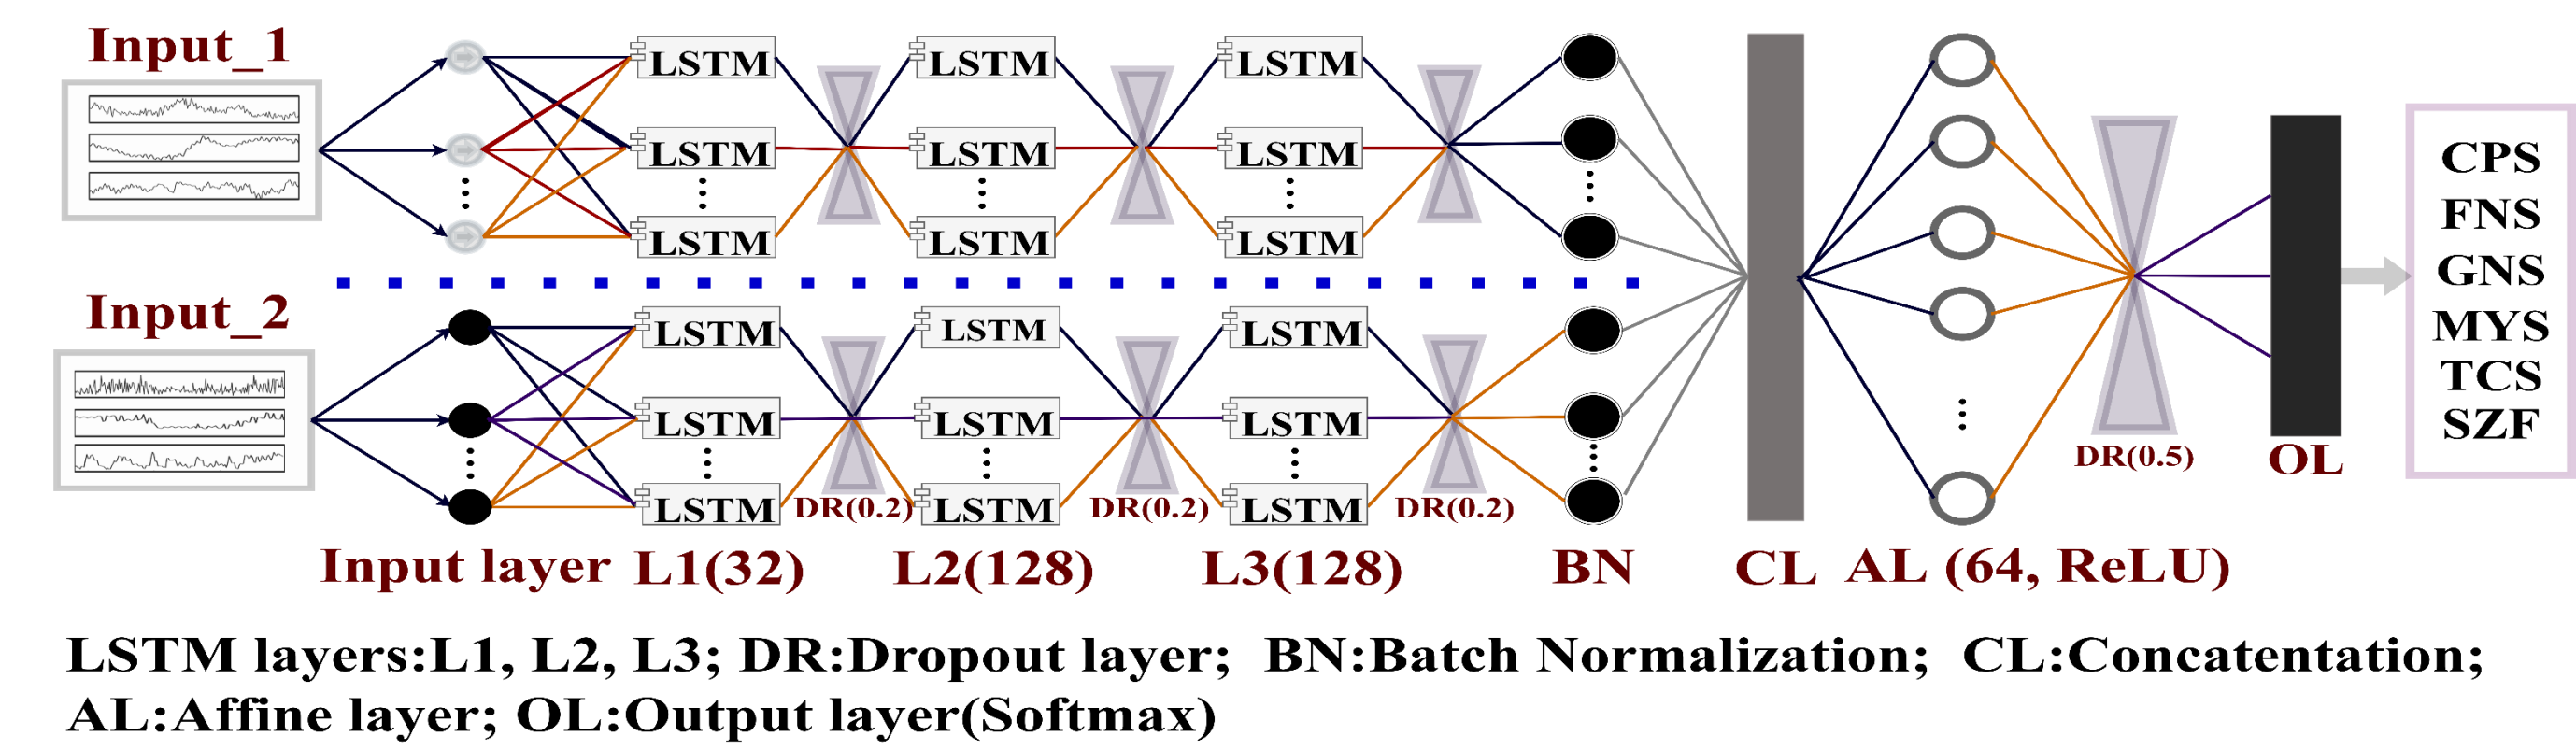 Input_1
LSTM LSTM LSTM
LSTM LSTM LSTM
LSTM LSTM LSTM
Input_2
LSTM LSTM LSTM
LSTM LSTM LSTM
LSTM LSTM LSTM
DR(0.2) DR(0.2) DR(0.2)
DR(0.5)
OL
CPS
FNS
GNS
MYS
TCS
SZF
Input layer L1(32) L2(128) L3(128) BN CL AL (64, ReLU)
LSTM layers:L1, L2, L3; DR:Dropout layer; BN:Batch Normalization; CL:Concatentation;
AL:Affine layer; OL:Output layer(Softmax)